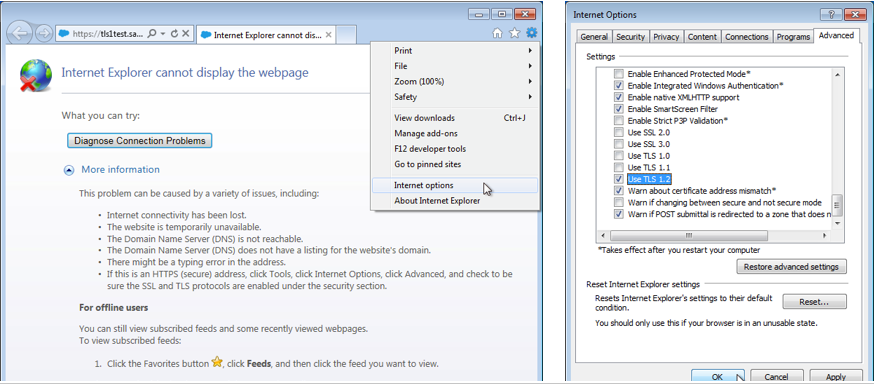 https://tls1test.sa...
Internet Explorer cannot dis...
Internet Explorer cannot display the webpage
What you can try:
Diagnose Connection Problems
More information
This problem can be caused by a variety of issues, including:
• Internet connectivity has been lost.
• The website is temporarily unavailable.
• The Domain Name Server (DNS) is not reachable.
• The Domain Name Server (DNS) does not have a listing for the website's domain.
• There might be a typing error in the address.
• If this is an HTTPS (secure) address, click Tools, click Internet Options, click Advanced, and check to be
sure the SSL and TLS protocols are enabled under the security section.
For offline users
You can still view subscribed feeds and some recently viewed webpages.
To view subscribed feeds:
1. Click the Favorites button , click Feeds, and then click the feed you want to view.
Print
File
Zoom (100%)
Safety
View downloads Ctrl+J
Manage add-ons
F12 developer tools
Go to pinned sites
Internet options
About Internet Explorer
Internet Options
General Security Privacy Content Connections Programs Advanced
Settings
Enable Enhanced Protected Mode*
Enable Integrated Windows Authentication*
Enable native XMLHTTP support
Enable SmartScreen Filter
Enable Strict P3P Validation*
Use SSL 2.0
Use SSL 3.0
Use TLS 1.0
Use TLS 1.1
Use TLS 1.2
Warn about certificate address mismatch*
Warn if changing between secure and not secure mode
Warn if POST submittal is redirected to a zone that does n
*Takes effect after you restart your computer
Restore advanced settings
Reset Internet Explorer settings
Resets Internet Explorer's settings to their default
condition.
Reset...
You should only use this if your browser is in an unusable state.
OK Cancel Apply